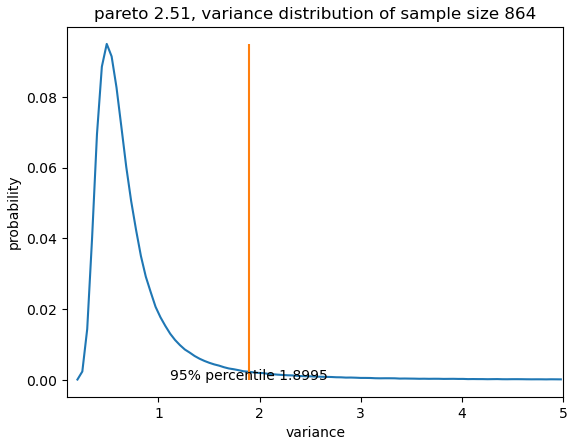 pareto 2.51, variance distribution of sample size 864
probability
0.08
0.06
0.04
0.02
0.00
95% percentile 1.8995
1 2 3 4 5
variance